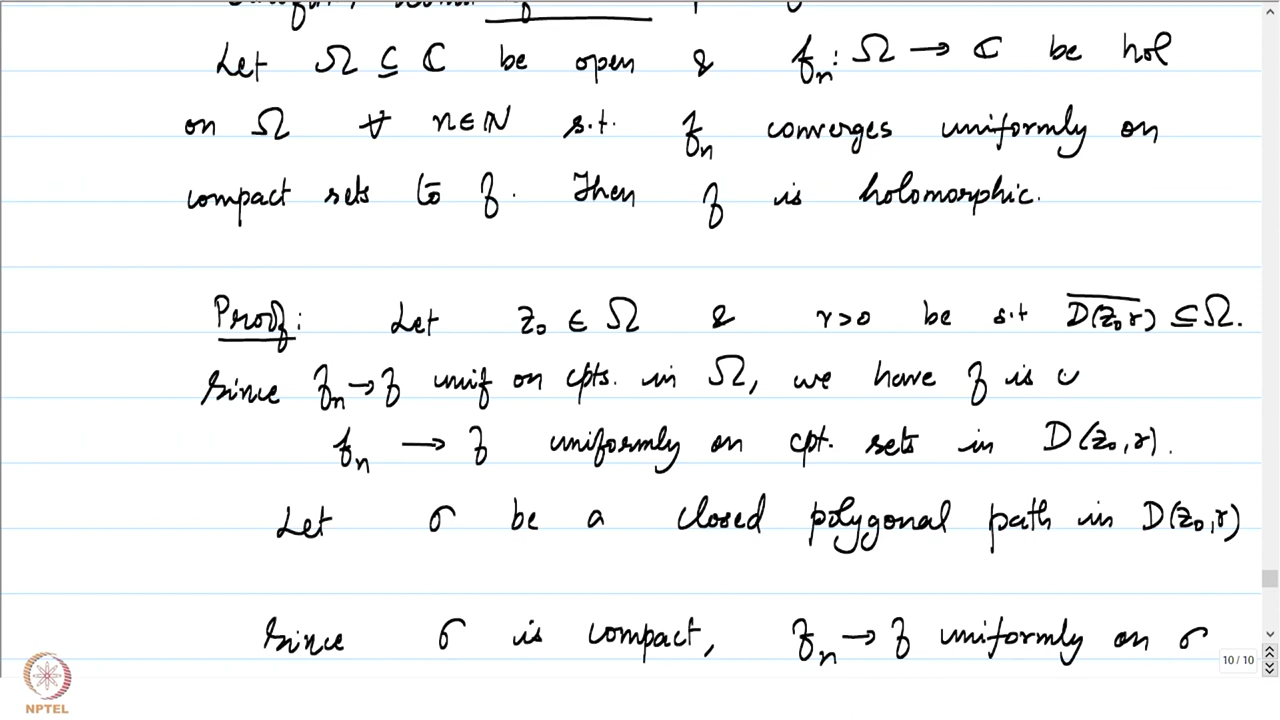 Let Ω ⊆ ℂ be open & fₙ: Ω → ℂ be hol
on Ω ∀ n∈ℕ s.t. fₙ converges uniformly on
compact sets to f. Then f is holomorphic.
Proof: Let z₀ ∈ Ω & r>0 be s.t \overline{D(z₀,r)} ⊆ Ω.
Since fₙ→f unif on cpts. in Ω, we have f is c
fₙ → f uniformly on cpt. sets in D(z₀,r).
Let σ be a closed polygonal path in D(z₀,r)
Since σ is compact, fₙ→f uniformly on σ
10/10
NPTEL